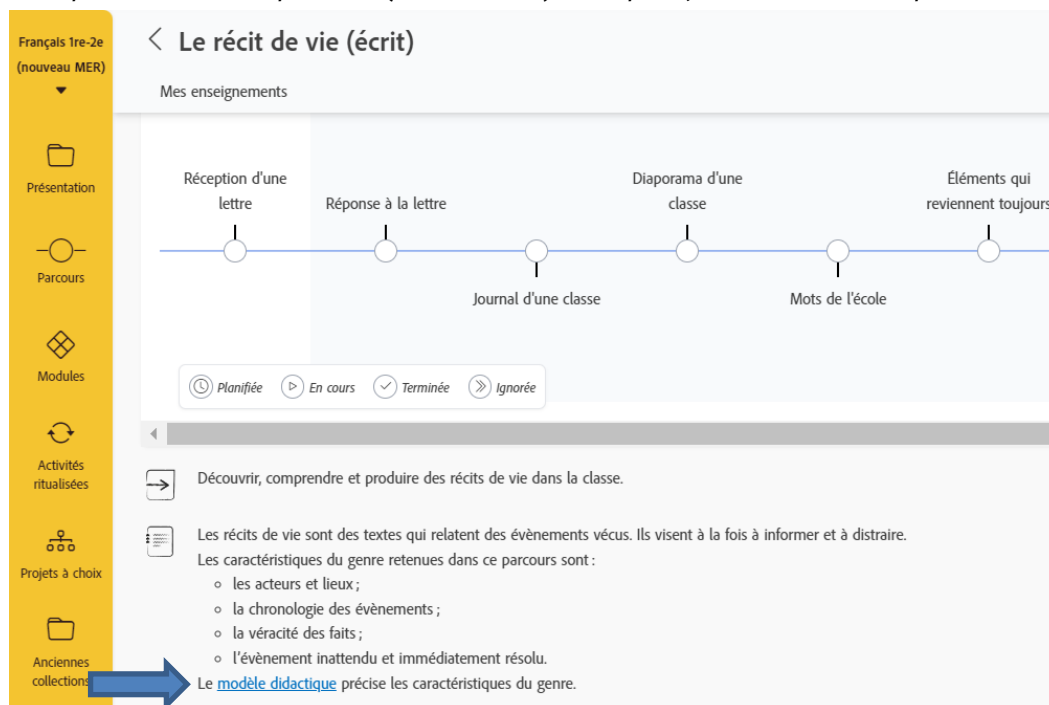 Français 1re-2e
(nouveau MER)
Présentation
Parcours
Modules
Activités
ritualisées
Projets à choix
Anciennes
collections
Le récit de vie (écrit)
Mes enseignements
Réception d'une
lettre
Réponse à la lettre
Journal d'une classe
Diaporama d'une
classe
Mots de l'école
Éléments qui
reviennent toujours
Planifiée
En cours
Terminée
Ignorée
Découvrir, comprendre et produire des récits de vie dans la classe.
Les récits de vie sont des textes qui relatent des évènements vécus. Ils visent à la fois à informer et à distraire.
Les caractéristiques du genre retenues dans ce parcours sont :
les acteurs et lieux ;
la chronologie des évènements ;
la véracité des faits ;
l'évènement inattendu et immédiatement résolu.
Le modèle didactique précise les caractéristiques du genre.